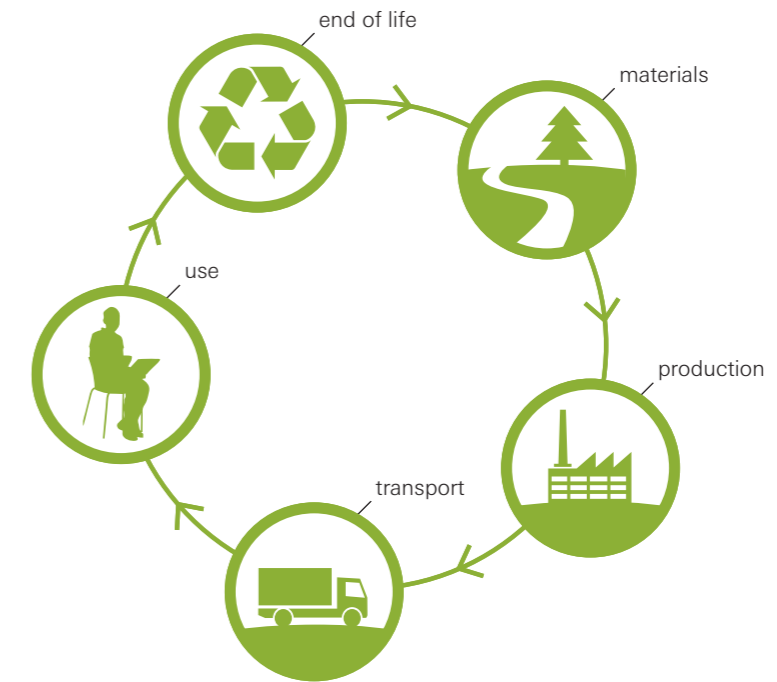 end of life
materials
production
transport
use